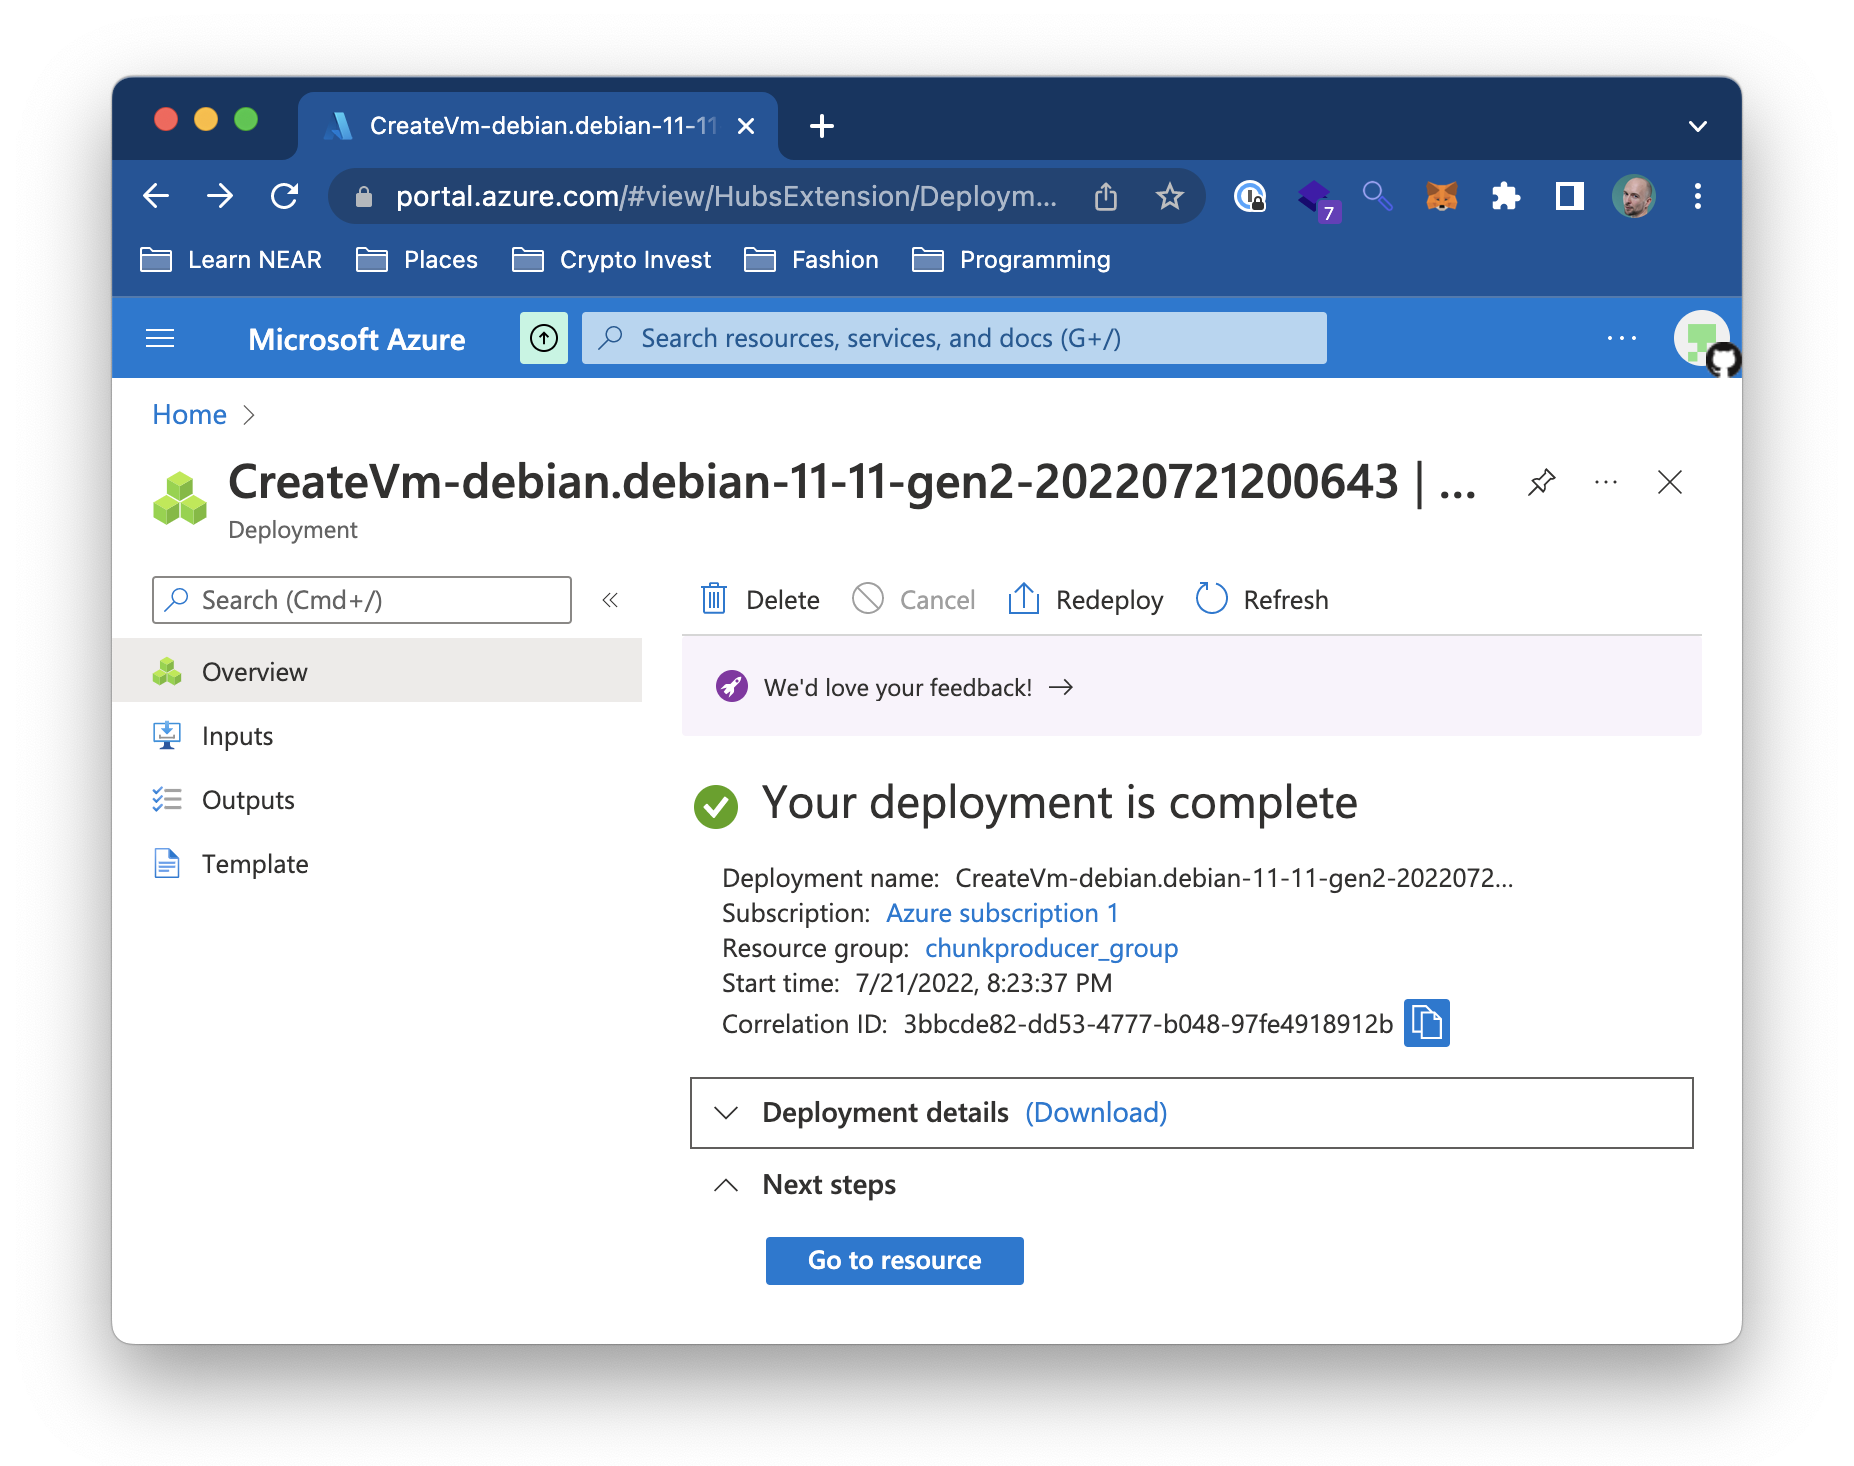 CreateVm-debian.debian-11-11
portal.azure.com/#view/HubsExtension/Deploym...
7
Learn NEAR
Places
Crypto Invest
Fashion
Programming
Microsoft Azure
Search resources, services, and docs (G+/)
Home
CreateVm-debian.debian-11-11-gen2-20220721200643 | ...
Deployment
Search (Cmd+/)
Overview
Inputs
Outputs
Template
Delete
Cancel
Redeploy
Refresh
We'd love your feedback!
Your deployment is complete
Deployment name: CreateVm-debian.debian-11-11-gen2-2022072...
Subscription: Azure subscription 1
Resource group: chunkproducer_group
Start time: 7/21/2022, 8:23:37 PM
Correlation ID: 3bbcde82-dd53-4777-b048-97fe4918912b
Deployment details (Download)
Next steps
Go to resource